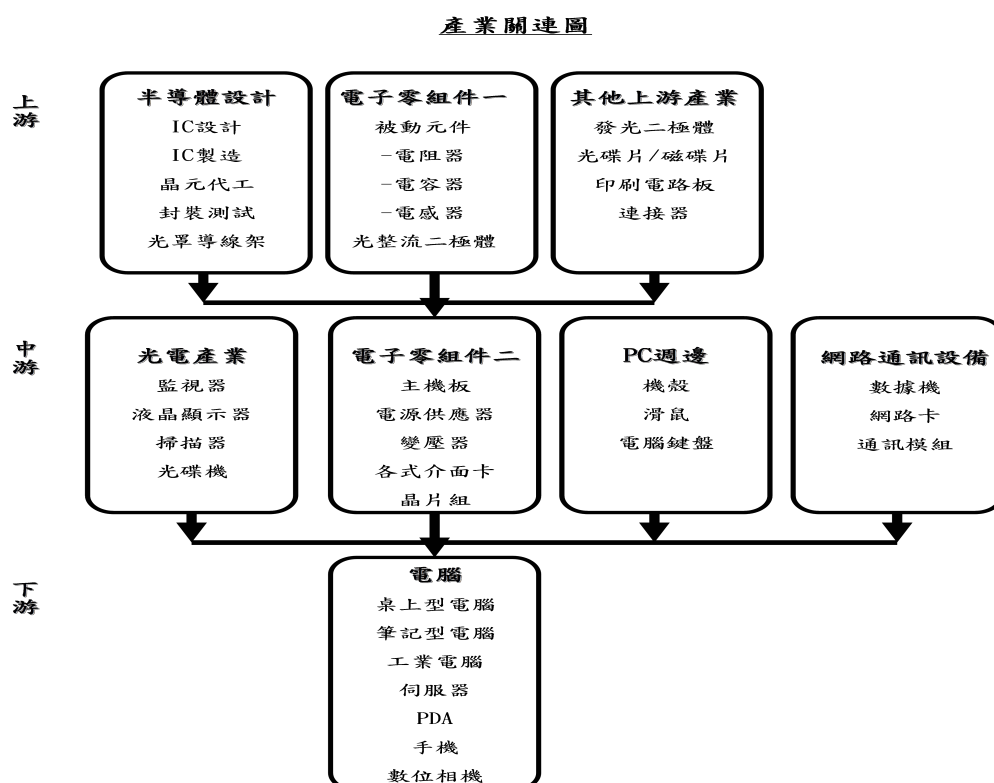 產業關連圖
上游
半導體設計
IC設計
IC製造
晶元代工
封裝測試
光罩導線架
電子零組件一
被動元件
-電阻器
-電容器
-電感器
光整流二極體
其他上游產業
發光二極體
光碟片/磁碟片
印刷電路板
連接器
中游
光電產業
監視器
液晶顯示器
掃描器
光碟機
電子零組件二
主機板
電源供應器
變壓器
各式介面卡
晶片組
PC週邊
機殼
滑鼠
電腦鍵盤
網路通訊設備
數據機
網路卡
通訊模組
下游
電腦
桌上型電腦
筆記型電腦
工業電腦
伺服器
PDA
手機
數位相機